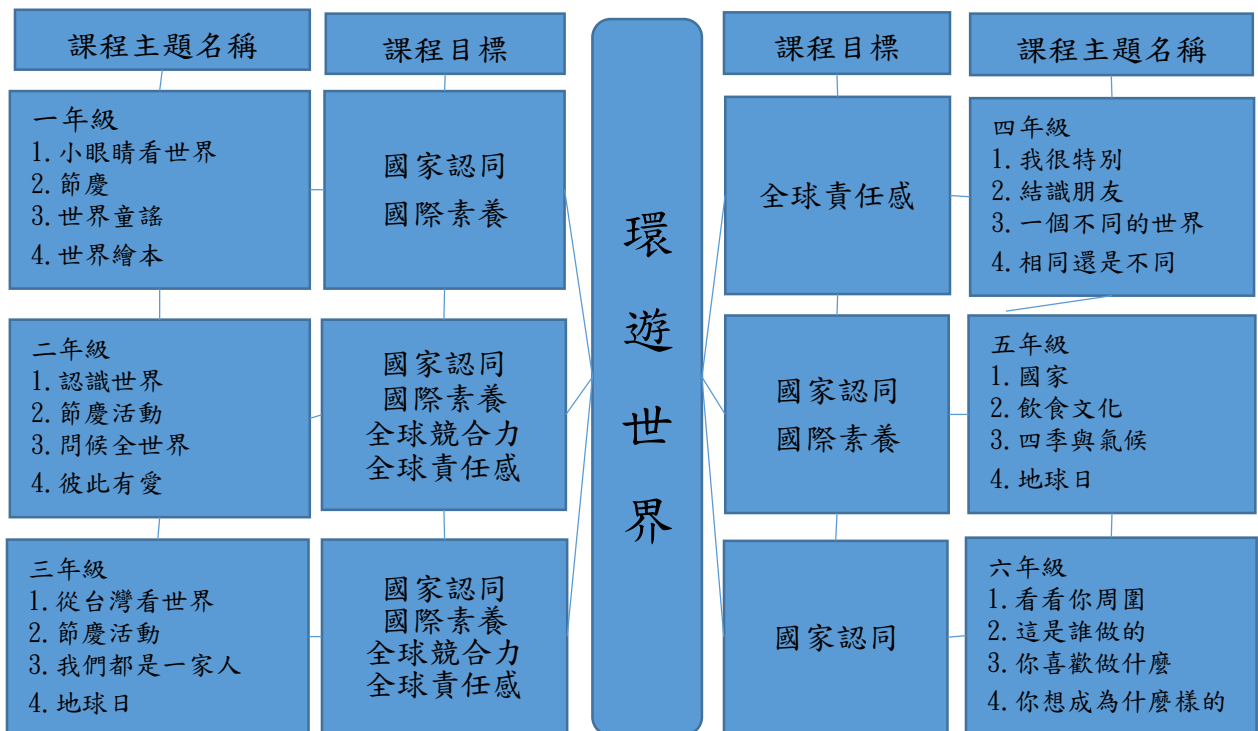 課程主題名稱
課程目標
一年級
1.小眼睛看世界
2.節慶
3.世界童謠
4.世界繪本
國家認同
國際素養
二年級
1.認識世界
2.節慶活動
3.問候全世界
4.彼此有愛
國家認同
國際素養
全球競合力
全球責任感
三年級
1.從台灣看世界
2.節慶活動
3.我們都是一家人
4.地球日
國家認同
國際素養
全球競合力
全球責任感
環
遊
世
界
課程目標
課程主題名稱
全球責任感
四年級
1.我很特別
2.結識朋友
3.一個不同的世界
4.相同還是不同
國家認同
國際素養
五年級
1.國家
2.飲食文化
3.四季與氣候
4.地球日
國家認同
六年級
1.看看你周圍
2.這是誰做的
3.你喜歡做什麼
4.你想成為什麼樣的